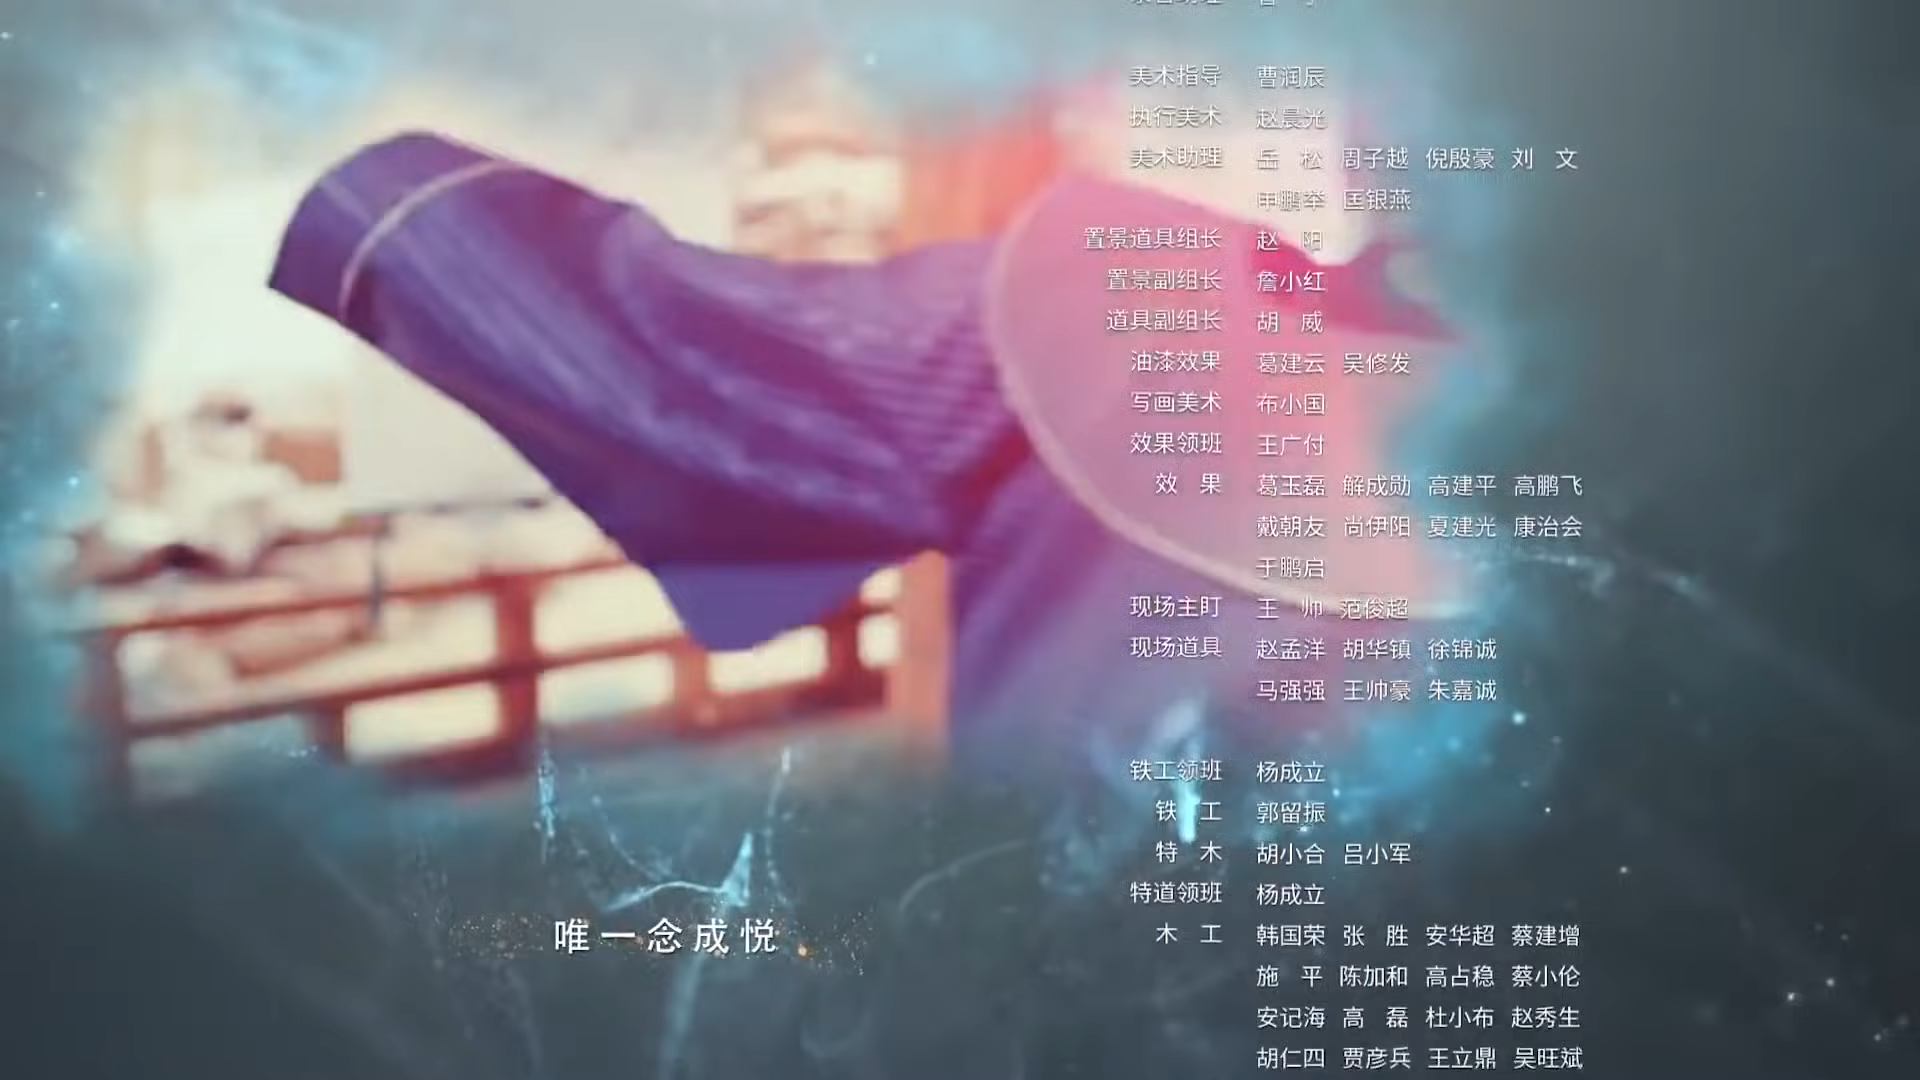 美术指导 曹润辰
执行美术 赵晨光
美术助理 岳 松 周子越 倪殷豪 刘 文
申鹏举 匡银燕
置景道具组长 赵 阳
置景副组长 詹小红
道具副组长 胡 威
油漆效果 葛建云 吴修发
写画美术 布小国
效果领班 王广付
效 果 葛玉磊 解成勋 高建平 高鹏飞
戴朝友 尚伊阳 夏建光 康治会
于鹏启
现场主盯 王 帅 范俊超
现场道具 赵孟洋 胡华镇 徐锦诚
马强强 王帅豪 朱嘉诚
铁工领班 杨成立
铁 工 郭留振
特 木 胡小合 吕小军
特道领班 杨成立
木 工 韩国荣 张 胜 安华超 蔡建增
施 平 陈加和 高占稳 蔡小伦
安记海 高 磊 杜小布 赵秀生
胡仁四 贾彦兵 王立鼎 吴旺斌
唯一念成悦